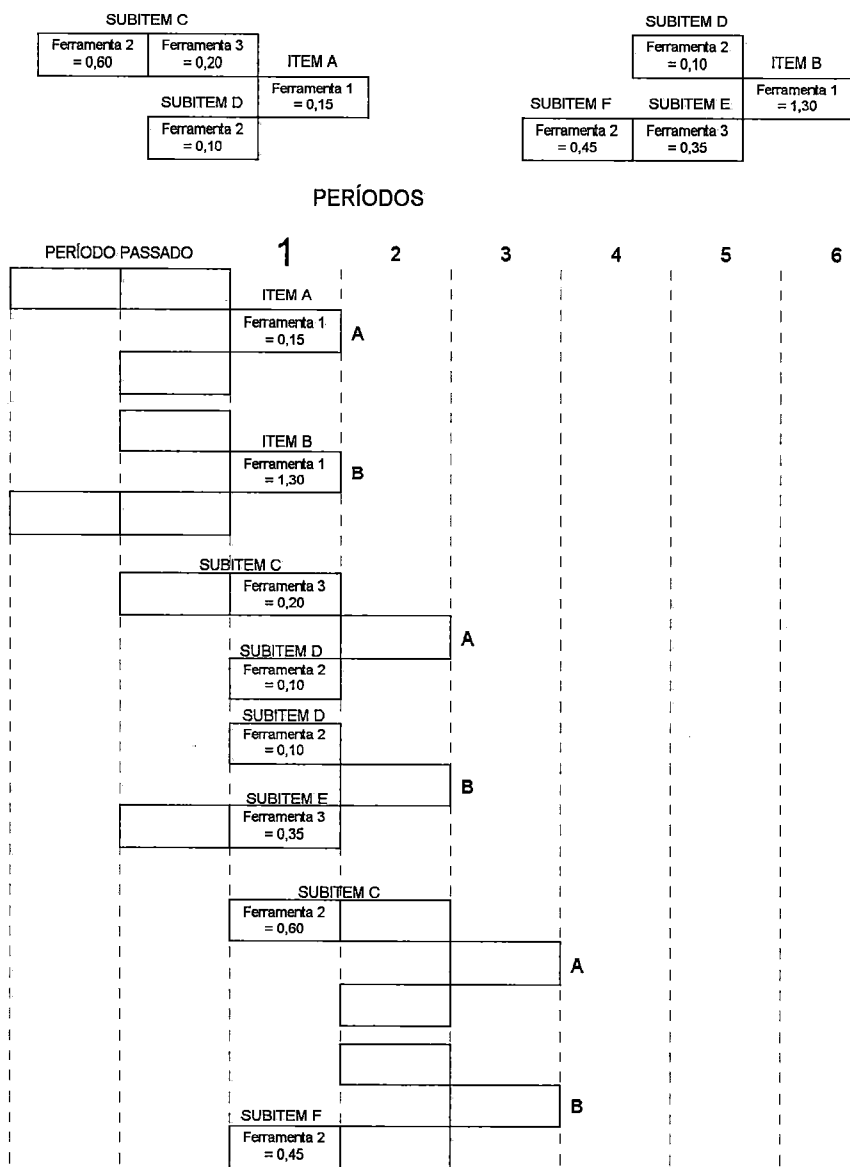 SUBITEM C
Ferramenta 2
= 0,60
Ferramenta 3
= 0,20
ITEM A
Ferramenta 1
= 0,15
SUBITEM D
Ferramenta 2
= 0,10
SUBITEM D
Ferramenta 2
= 0,10
ITEM B
Ferramenta 1
= 1,30
SUBITEM F
SUBITEM E
Ferramenta 2
= 0,45
Ferramenta 3
= 0,35
PERÍODOS
PERÍODO PASSADO 1 2 3 4 5 6
ITEM A
Ferramenta 1
= 0,15
A
ITEM B
Ferramenta 1
= 1,30
B
SUBITEM C
Ferramenta 3
= 0,20
A
SUBITEM D
Ferramenta 2
= 0,10
SUBITEM D
Ferramenta 2
= 0,10
B
SUBITEM E
Ferramenta 3
= 0,35
SUBITEM C
Ferramenta 2
= 0,60
A
B
SUBITEM F
Ferramenta 2
= 0,45